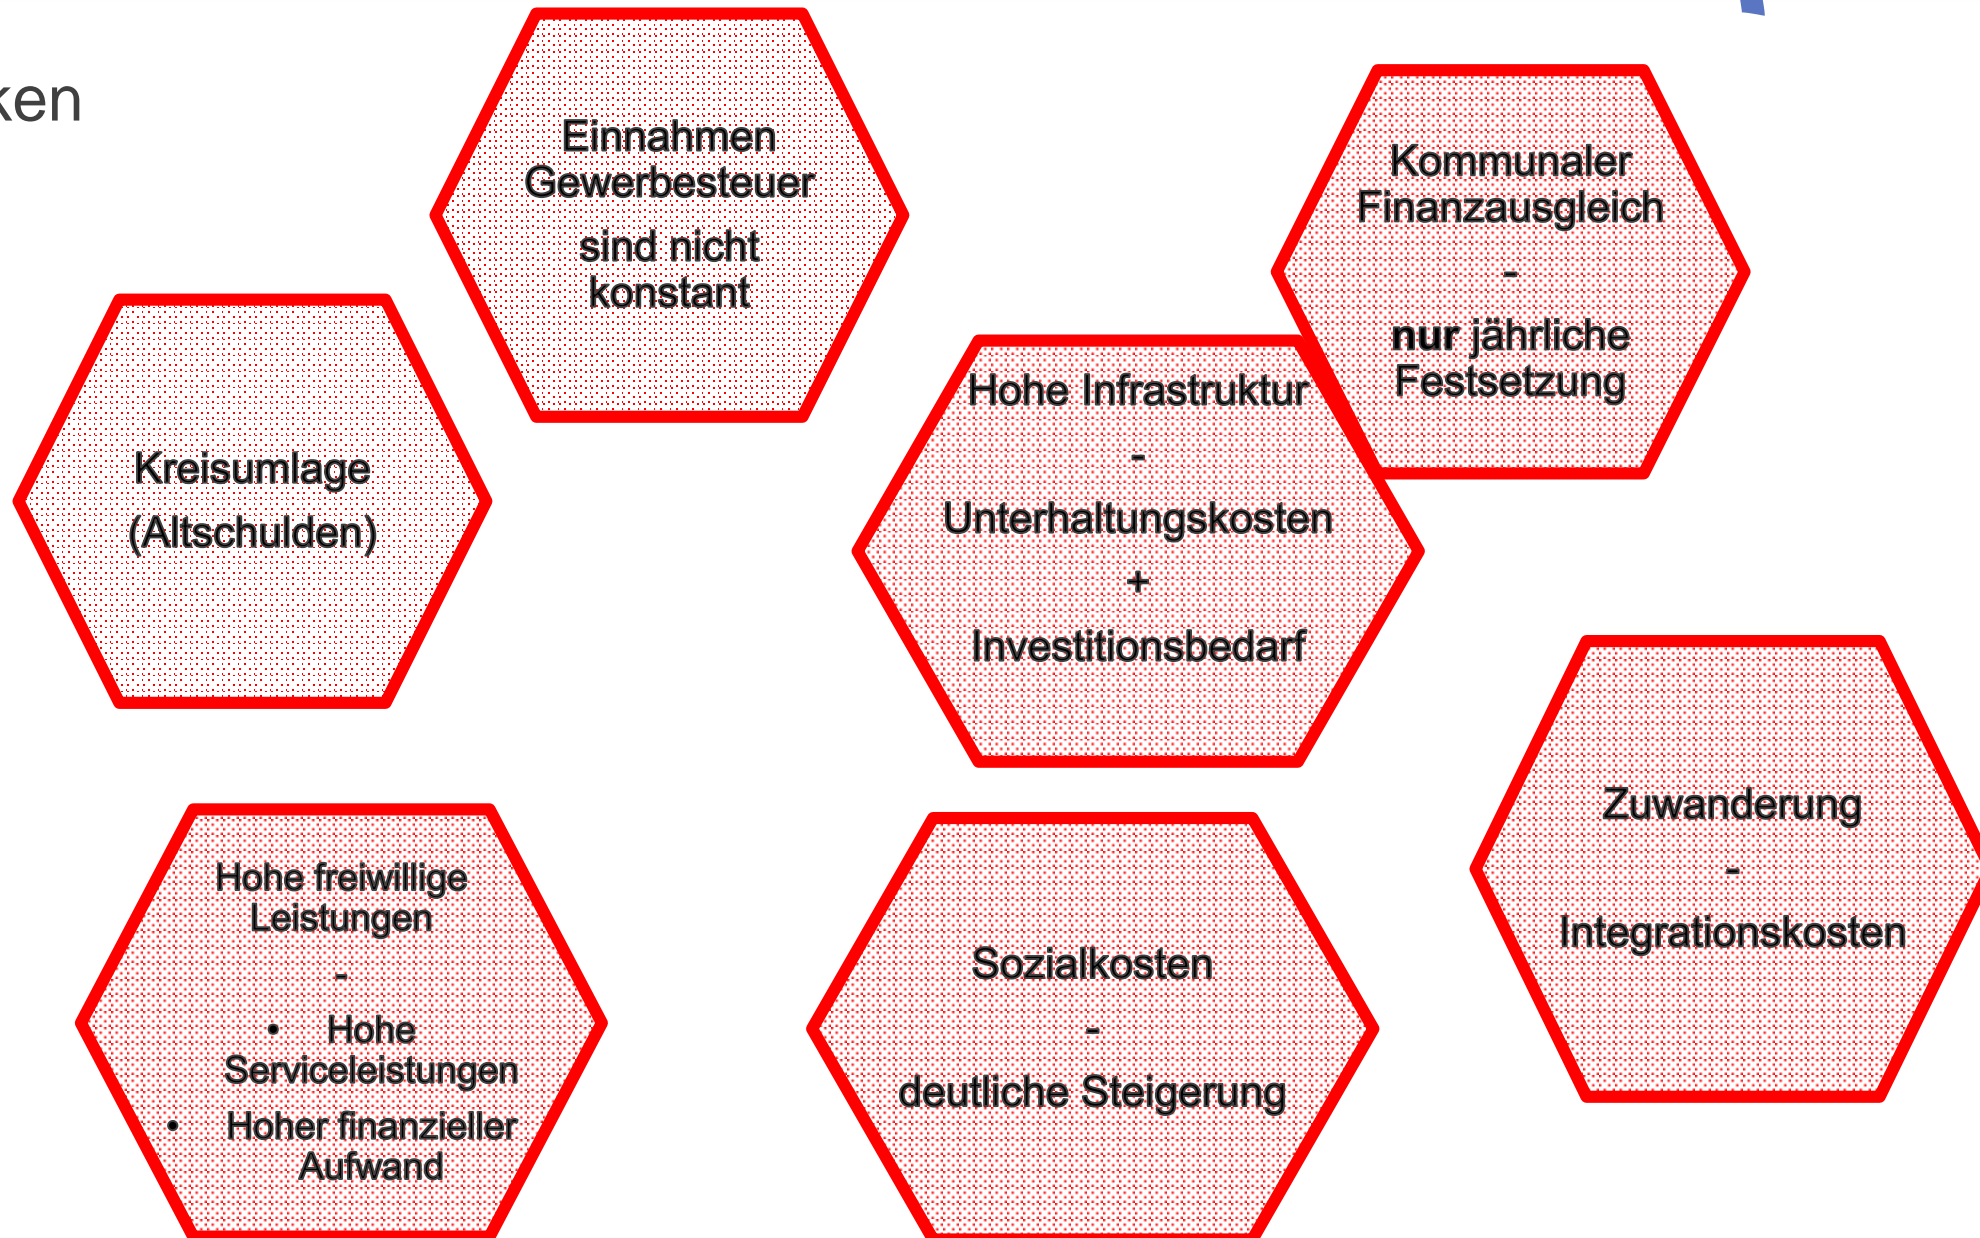 Einnahmen
Gewerbesteuer
sind nicht
konstant
Kommunaler
Finanzausgleich
-
nur jährliche
Festsetzung
Kreisumlage
(Altschulden)
Hohe Infrastruktur
-
Unterhaltungskosten
+
Investitionsbedarf
Zuwanderung
-
Integrationskosten
Hohe freiwillige
Leistungen
-
• Hohe
Serviceleistungen
• Hoher finanzieller
Aufwand
Sozialkosten
-
deutliche Steigerung